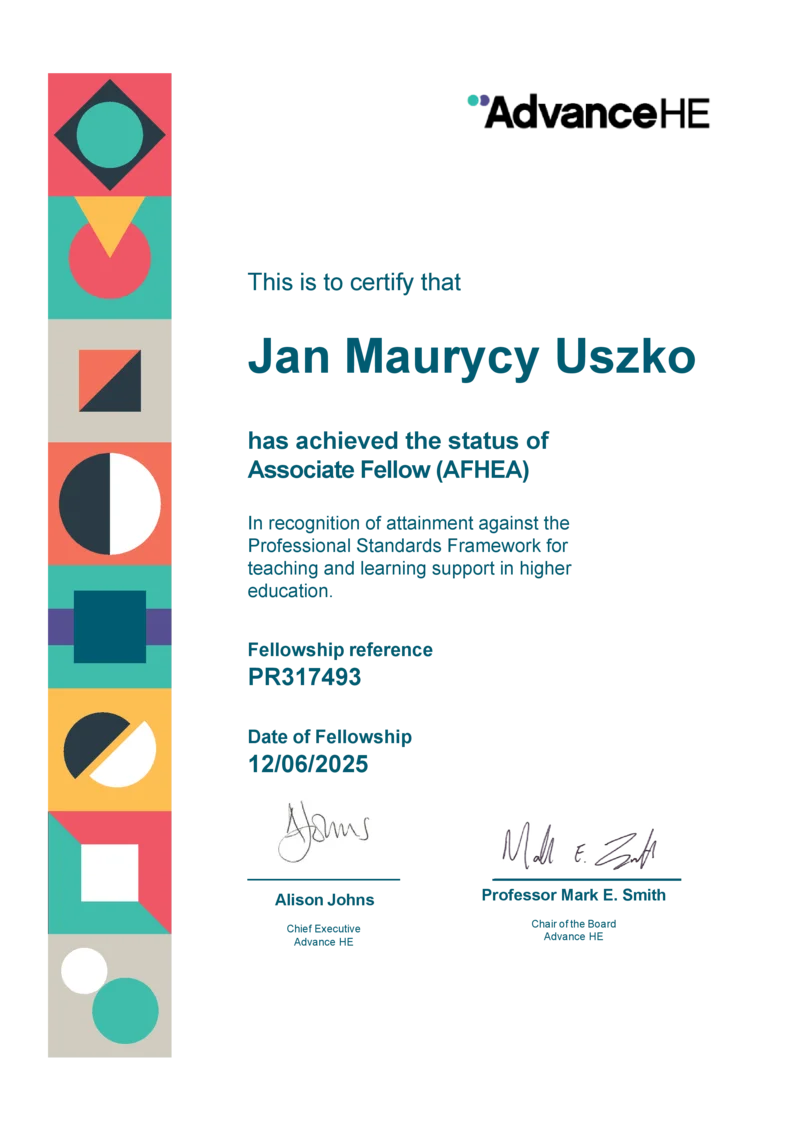 AdvanceHE
This is to certify that
Jan Maurycy Uszko
has achieved the status of
Associate Fellow (AFHEA)
In recognition of attainment against the
Professional Standards Framework for
teaching and learning support in higher
education.
Fellowship reference
PR317493
Date of Fellowship
12/06/2025
AJohns
Mark E. Smith
Alison Johns
Chief Executive
Advance HE
Professor Mark E. Smith
Chair of the Board
Advance HE